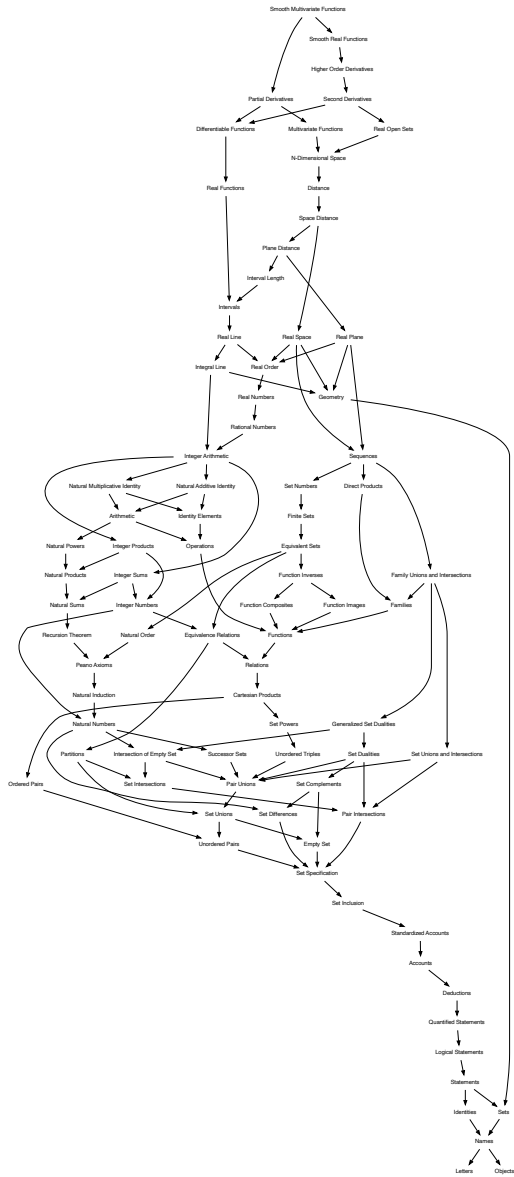 Smooth Multivariate Functions
Smooth Real Functions
Higher Order Derivatives
Partial Derivatives
Second Derivatives
Differentiable Functions
Multivariate Functions
Real Open Sets
N-Dimensional Space
Real Functions
Distance
Space Distance
Plane Distance
Interval Length
Intervals
Real Line
Real Space
Real Plane
Integral Line
Real Order
Real Numbers
Geometry
Rational Numbers
Integer Arithmetic
Sequences
Natural Multiplicative Identity
Natural Additive Identity
Set Numbers
Direct Products
Arithmetic
Identity Elements
Finite Sets
Natural Powers
Integer Products
Operations
Equivalent Sets
Natural Products
Integer Sums
Function Inverses
Family Unions and Intersections
Natural Sums
Integer Numbers
Function Composites
Function Images
Families
Recursion Theorem
Natural Order
Equivalence Relations
Functions
Peano Axioms
Relations
Natural Induction
Cartesian Products
Natural Numbers
Set Powers
Generalized Set Dualities
Partitions
Intersection of Empty Set
Successor Sets
Unordered Triples
Set Dualities
Set Unions and Intersections
Ordered Pairs
Set Intersections
Pair Unions
Set Complements
Set Unions
Set Differences
Pair Intersections
Unordered Pairs
Empty Set
Set Specification
Set Inclusion
Standardized Accounts
Accounts
Deductions
Quantified Statements
Logical Statements
Statements
Identities
Sets
Names
Letters
Objects